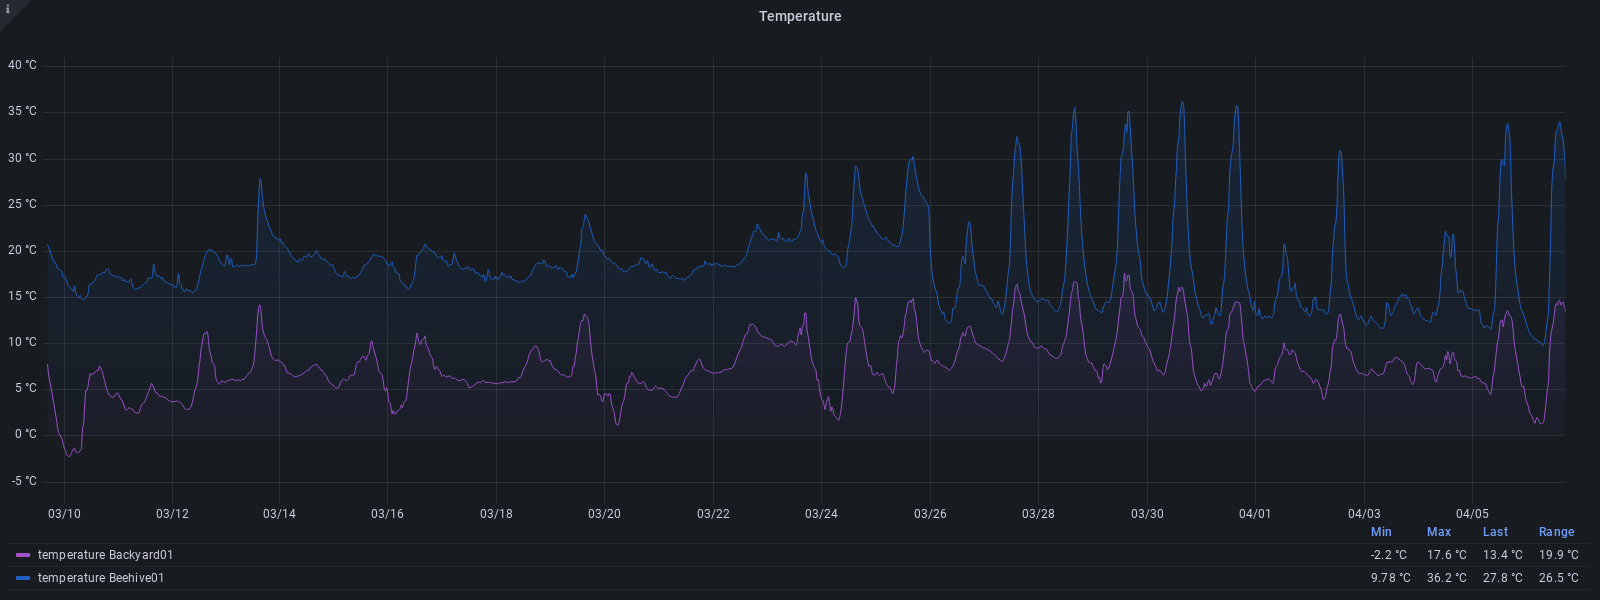 i
Temperature
40 °C
35 °C
30 °C
25 °C
20 °C
15 °C
10 °C
5 °C
0 °C
-5 °C
03/10 03/12 03/14 03/16 03/18 03/20 03/22 03/24 03/26 03/28 03/30 04/01 04/03 04/05
Min Max Last Range
temperature Backyard01 -2.2 °C 17.6 °C 13.4 °C 19.9 °C
temperature Beehive01 9.78 °C 36.2 °C 27.8 °C 26.5 °C